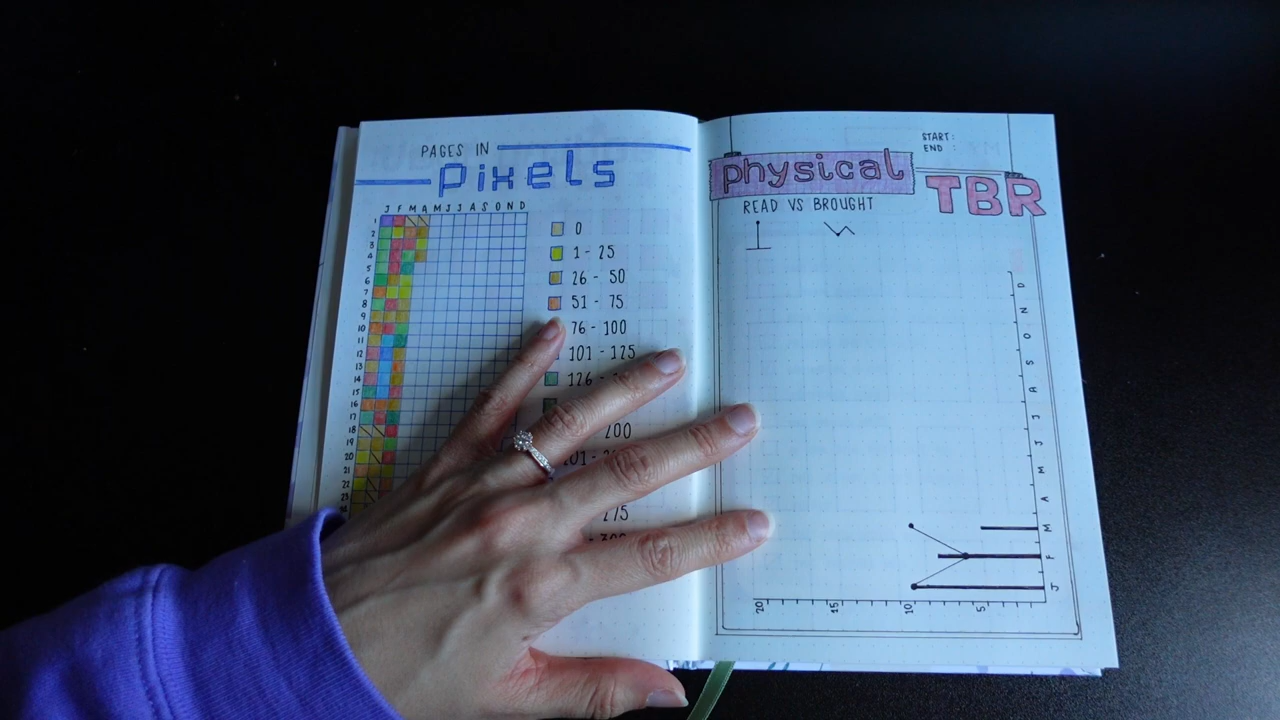 PAGES IN
pixels
J F M A M J J A S O N D
1
2
3
4
5
6
7
8
9
10
11
12
13
14
15
16
17
18
19
20
21
22
23
0
1 - 25
26 - 50
51 - 75
76 - 100
101 - 125
126 -
200
275
300
START:
END :
physical
TBR
READ VS BROUGHT
D
N
O
S
A
J
J
M
A
M
F
J
20 15 10 5